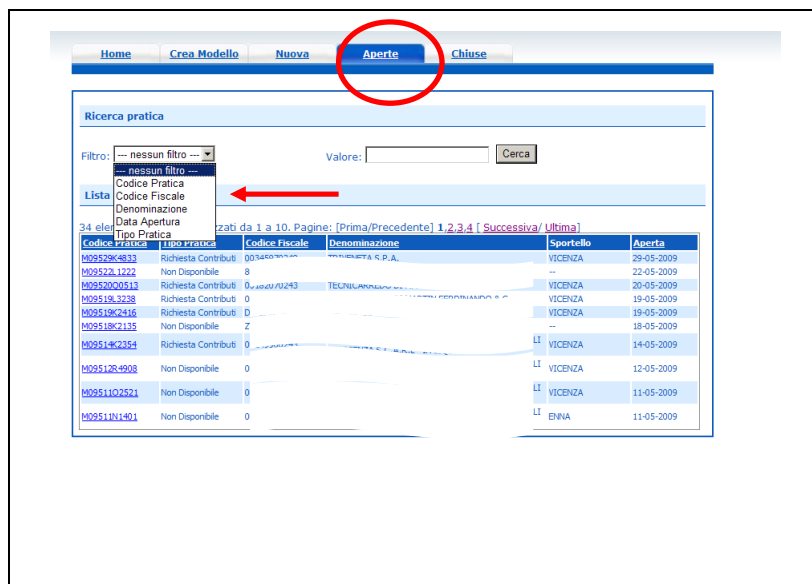 Home Crea Modello Nuova Aperte Chiuse
Ricerca pratica
Filtro: --- nessun filtro --- Valore: Cerca
--- nessun filtro ---
Codice Pratica
Codice Fiscale
Denominazione
Data Apertura
Tipo Pratica
Lista
34 da 1 a 10. Pagine: [Prima/Precedente] 1,2,3,4 [ Successiva/ Ultima]
Codice Pratica Tipo Pratica Codice Fiscale Denominazione Sportello Aperta
M09529K4833 Richiesta Contributi TRIVENETA S.P.A. VICENZA 29-05-2009
M09522L1222 Non Disponibile 8 -- 22-05-2009
M09520Q0513 Richiesta Contributi 03182070243 VICENZA 20-05-2009
M09519L3238 Richiesta Contributi 0 VICENZA 19-05-2009
M09519K2416 Richiesta Contributi D VICENZA 19-05-2009
M09518K2135 Non Disponibile Z -- 18-05-2009
M09514K2354 Richiesta Contributi 0 LI VICENZA 14-05-2009
M09512R4908 Non Disponibile 0 LI VICENZA 12-05-2009
M09511O2521 Non Disponibile 0 LI VICENZA 11-05-2009
M09511N1401 Non Disponibile 0 LI ENNA 11-05-2009